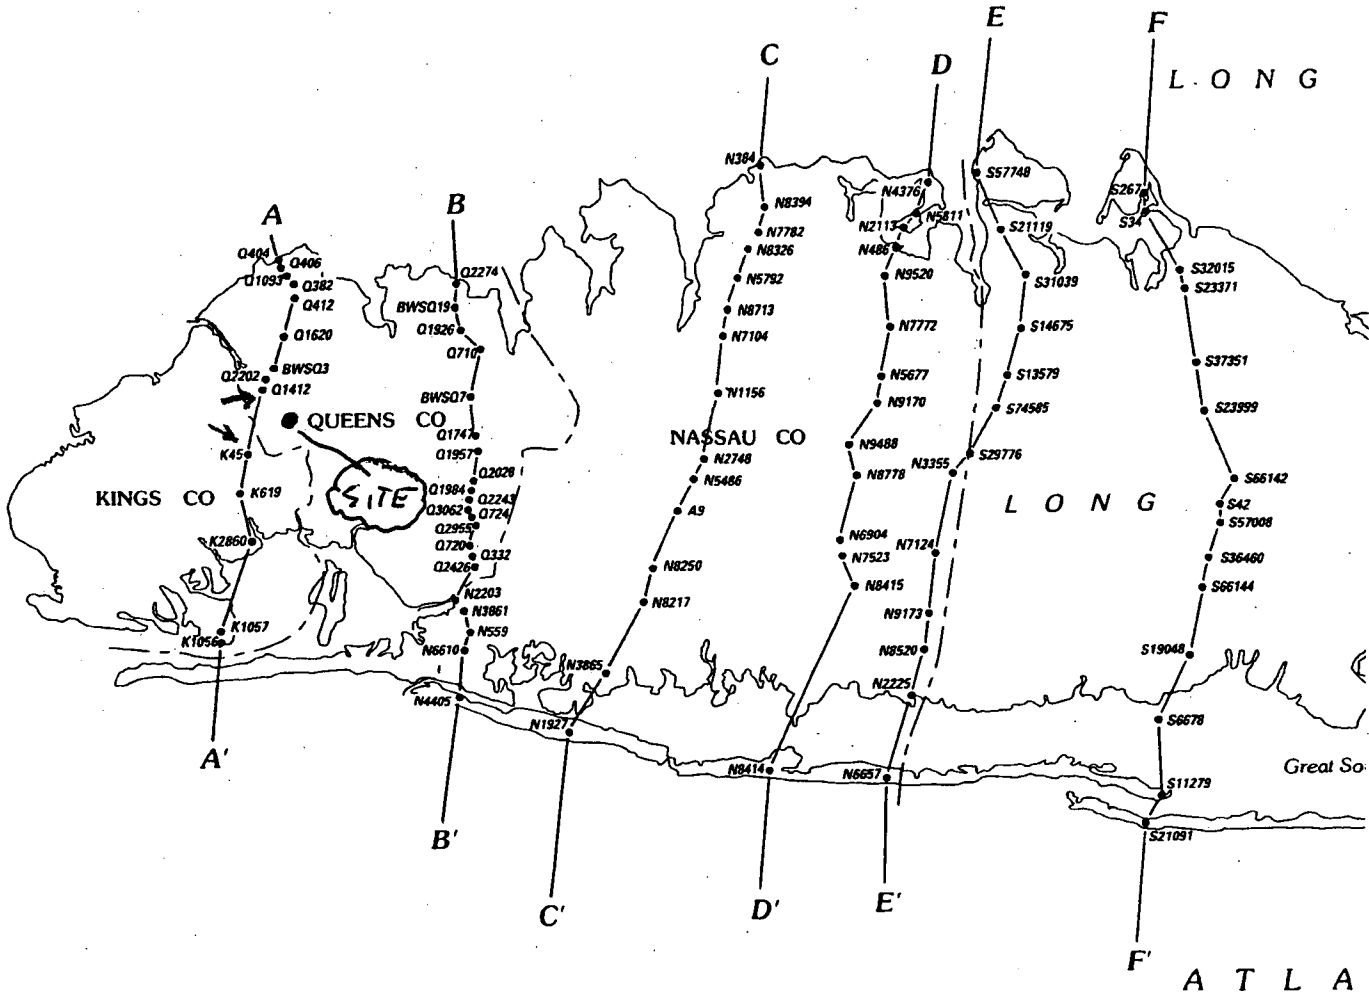 E
F
L O N G
C
D
N384
S57748
N4376
S267
N8394
N5811
N2113
S21119
S34
N7782
A
B
N8326
N486
Q404
Q406
Q1093
Q382
Q2274
N5792
N9520
S31039
S32015
S23371
Q412
BWSQ19
N8713
Q1926
N7104
N7772
S14675
Q1620
Q710
BWSQ3
S37351
Q2202
Q1412
N5677
S13579
BWSQ7
N1156
N9170
S74585
S23999
QUEENS CO
Q1747
NASSAU CO
N9488
Q1957
K45
N2748
S29776
N3355
Q2028
N5486
N8778
S66142
KINGS CO
K619
SITE
Q1984
Q2243
Q3062
Q724
A9
L O N G
S42
S57008
Q2955
K2860
Q720
Q332
Q2426
N6904
N7523
N7124
S36460
N8250
N8415
S66144
N2203
N8217
N3861
N9173
K1057
K1056
N559
N6610
N8520
S19048
N3865
N2225
N4405
N1927
S6678
A'
N8414
N6657
Great So
S11279
S21091
B'
C'
D'
E'
F'
A T L A